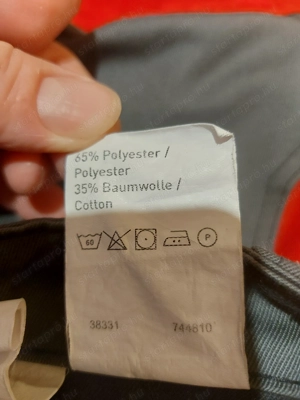 65% Polyester /
Polyester
35% Baumwolle /
Cotton
60 P
38331 744810